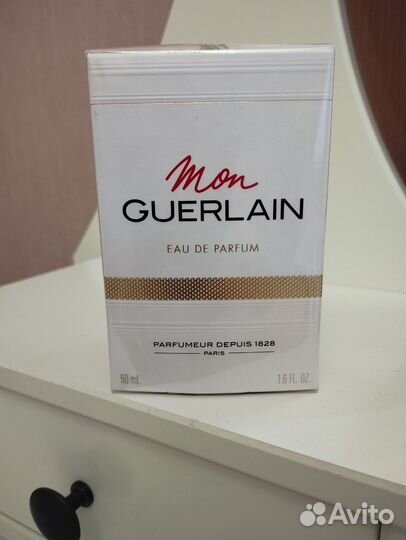 Mon
GUERLAIN
EAU DE PARFUM
PARFUMEUR DEPUIS 1828
PARIS
50 mL 1.6 FL. OZ.
Avito